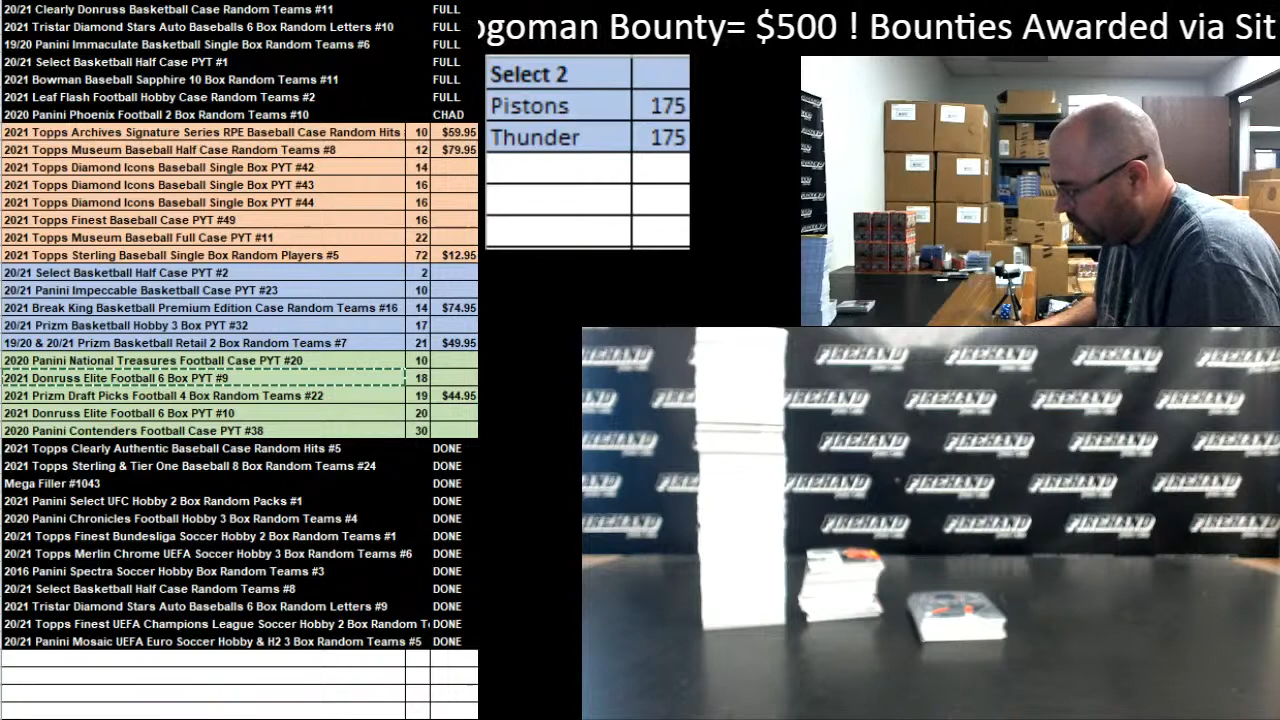 20/21 Clearly Donruss Basketball Case Random Teams #11 FULL
2021 Tristar Diamond Stars Auto Baseballs 6 Box Random Letters #10 FULL
19/20 Panini Immaculate Basketball Single Box Random Teams #6 FULL
20/21 Select Basketball Half Case PYT #1 FULL
2021 Bowman Baseball Sapphire 10 Box Random Teams #11 FULL
2021 Leaf Flash Football Hobby Case Random Teams #2 FULL
2020 Panini Phoenix Football 2 Box Random Teams #10 CHAD
2021 Topps Archives Signature Series RPE Baseball Case Random Hits 10 $59.95
2021 Topps Museum Baseball Half Case Random Teams #8 12 $79.95
2021 Topps Diamond Icons Baseball Single Box PYT #42 14
2021 Topps Diamond Icons Baseball Single Box PYT #43 16
2021 Topps Diamond Icons Baseball Single Box PYT #44 16
2021 Topps Finest Baseball Case PYT #49 16
2021 Topps Museum Baseball Full Case PYT #11 22
2021 Topps Sterling Baseball Single Box Random Players #5 72 $12.95
20/21 Select Basketball Half Case PYT #2 2
20/21 Panini Impeccable Basketball Case PYT #23 10
2021 Break King Basketball Premium Edition Case Random Teams #16 14 $74.95
20/21 Prizm Basketball Hobby 3 Box PYT #32 17
19/20 & 20/21 Prizm Basketball Retail 2 Box Random Teams #7 21 $49.95
2020 Panini National Treasures Football Case PYT #20 10
2021 Donruss Elite Football 6 Box PYT #9 18
2021 Prizm Draft Picks Football 4 Box Random Teams #22 19 $44.95
2021 Donruss Elite Football 6 Box PYT #10 20
2020 Panini Contenders Football Case PYT #38 30
2021 Topps Clearly Authentic Baseball Case Random Hits #5 DONE
2021 Topps Sterling & Tier One Baseball 8 Box Random Teams #24 DONE
Mega Filler #1043 DONE
2021 Panini Select UFC Hobby 2 Box Random Packs #1 DONE
2020 Panini Chronicles Football Hobby 3 Box Random Teams #4 DONE
20/21 Topps Finest Bundesliga Soccer Hobby 2 Box Random Teams #1 DONE
20/21 Topps Merlin Chrome UEFA Soccer Hobby 3 Box Random Teams #6 DONE
2016 Panini Spectra Soccer Hobby Box Random Teams #3 DONE
20/21 Select Basketball Half Case Random Teams #8 DONE
2021 Tristar Diamond Stars Auto Baseballs 6 Box Random Letters #9 DONE
20/21 Topps Finest UEFA Champions League Soccer Hobby 2 Box Random T DONE
20/21 Panini Mosaic UEFA Euro Soccer Hobby & H2 3 Box Random Teams #5 DONE
ogoman Bounty= $500 ! Bounties Awarded via Sit
Select 2
Pistons 175
Thunder 175
FIREHAND FIREHAND FIREHAND FIREHAND
FIREHAND FIREHAND FIREHAND
FIREHAND FIREHAND FIREHAND FIREHAND
FIREHAND FIREHAND FIREHAND
FIREHAND FIREHAND FIREHAND FIREHAND